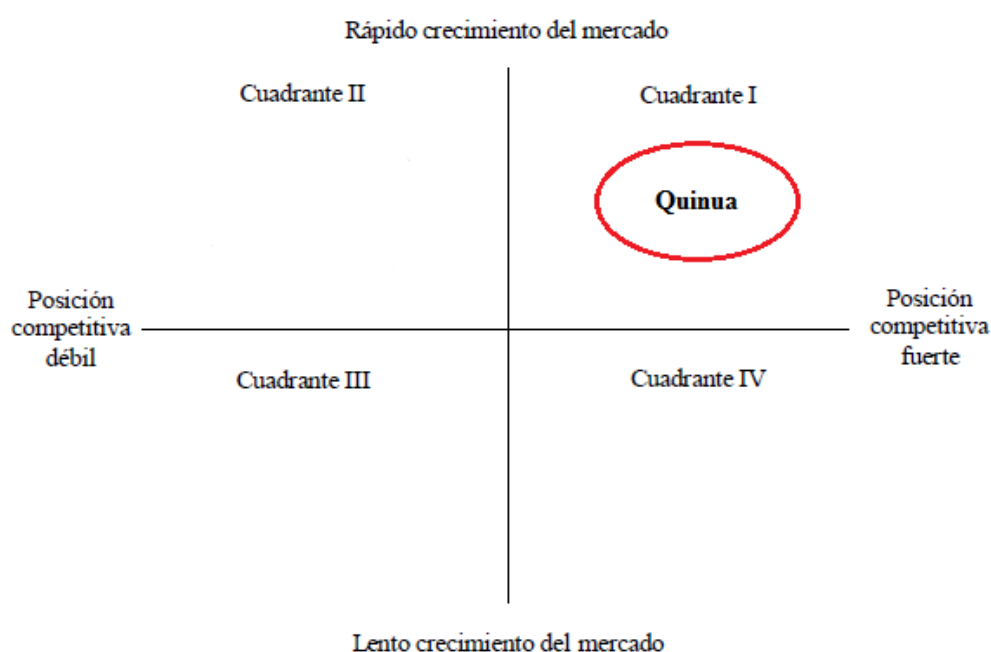 Rápido crecimiento del mercado
Cuadrante II
Cuadrante I
Quinua
Posición
competitiva
débil
Posición
competitiva
fuerte
Cuadrante III
Cuadrante IV
Lento crecimiento del mercado